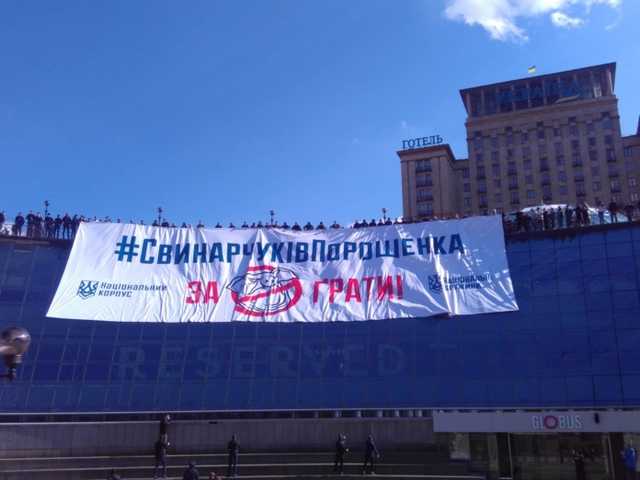 ГОТЕЛЬ
#СвинарчуківПорошенка
ЗА ГРАТИ!
Національний
корпус
Національні
дружини
RESERVED
GLOBUS